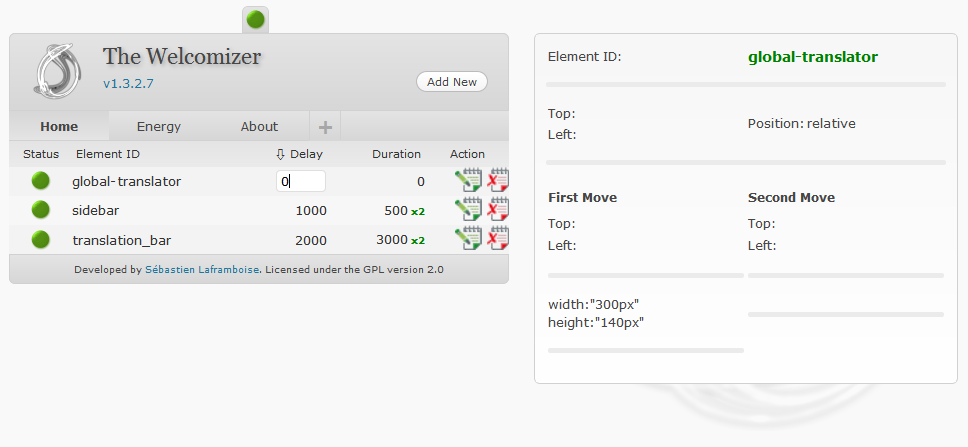 The Welcomizer
v1.3.2.7
Add New
Home Energy About
Status Element ID Delay Duration Action
global-translator 0 0
sidebar 1000 500 x2
translation_bar 2000 3000 x2
Developed by Sébastien Laframboise. Licensed under the GPL version 2.0
Element ID: global-translator
Top:
Left:
Position: relative
First Move Second Move
Top: Top:
Left: Left:
width:"300px"
height:"140px"